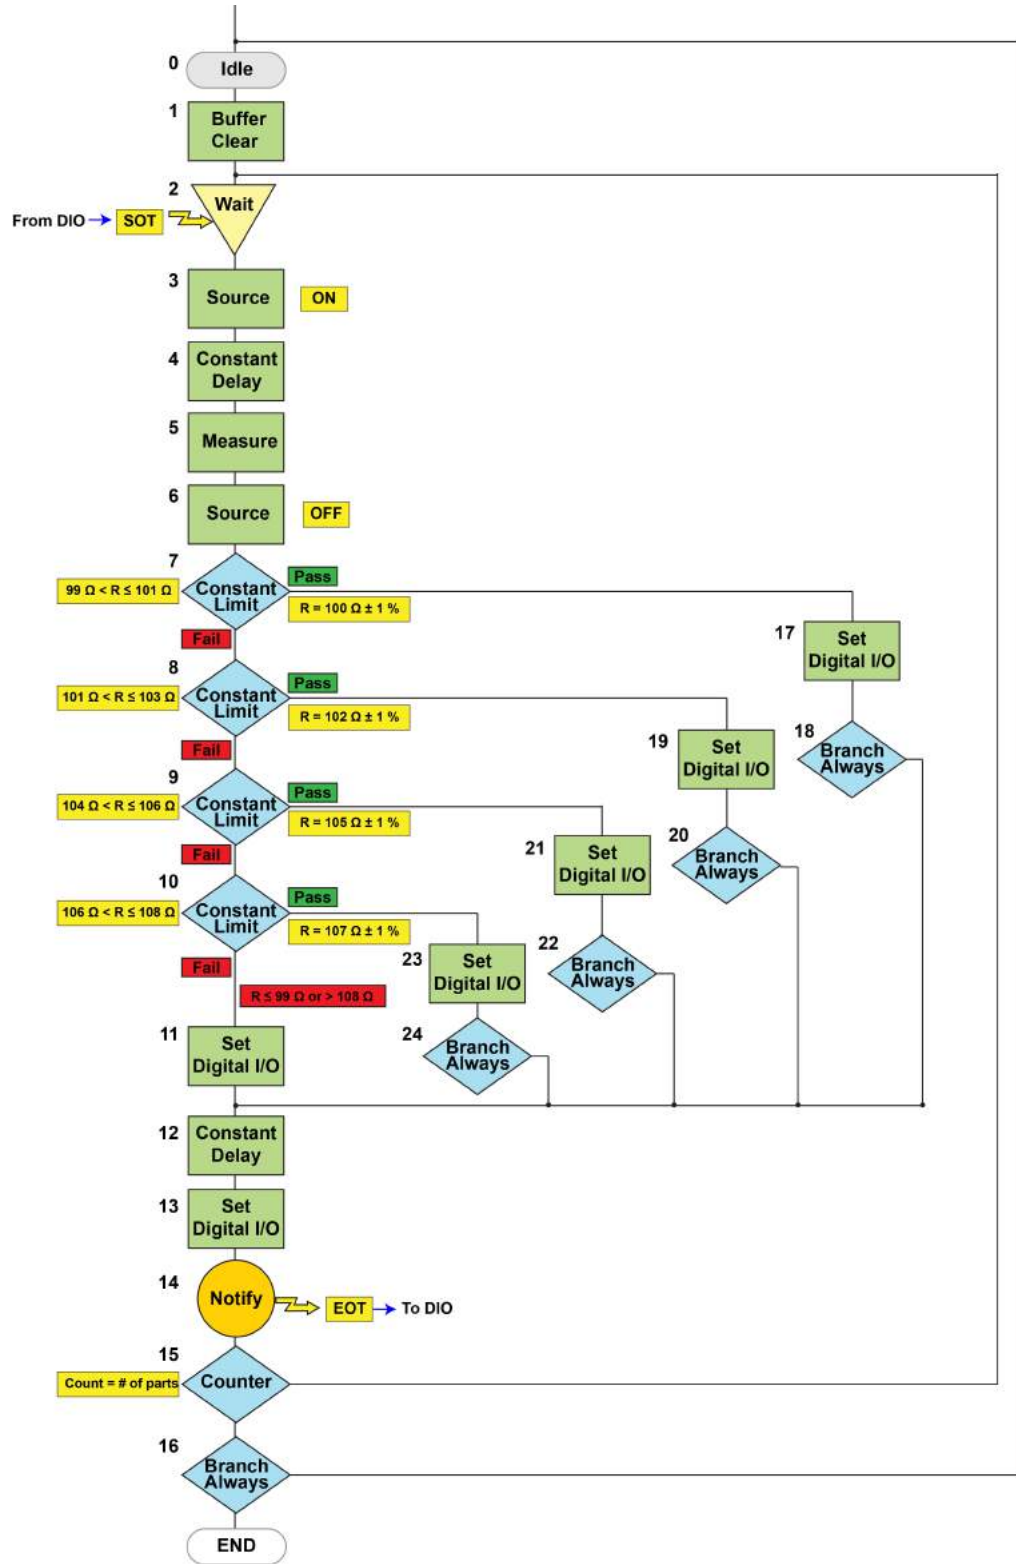 0
Idle
1
Buffer
Clear
2
Wait
From DIO
SOT
3
Source
ON
4
Constant
Delay
5
Measure
6
Source
OFF
7
99 Ω < R ≤ 101 Ω
Constant
Limit
Pass
R = 100 Ω ± 1 %
Fail
17
Set
Digital I/O
8
101 Ω < R ≤ 103 Ω
Constant
Limit
Pass
R = 102 Ω ± 1 %
Fail
18
Branch
Always
19
Set
Digital I/O
9
104 Ω < R ≤ 106 Ω
Constant
Limit
Pass
R = 105 Ω ± 1 %
Fail
20
Branch
Always
21
Set
Digital I/O
10
106 Ω < R ≤ 108 Ω
Constant
Limit
Pass
R = 107 Ω ± 1 %
Fail
22
Branch
Always
23
Set
Digital I/O
R ≤ 99 Ω or > 108 Ω
11
Set
Digital I/O
24
Branch
Always
12
Constant
Delay
13
Set
Digital I/O
14
Notify
EOT
To DIO
15
Count = # of parts
Counter
16
Branch
Always
END